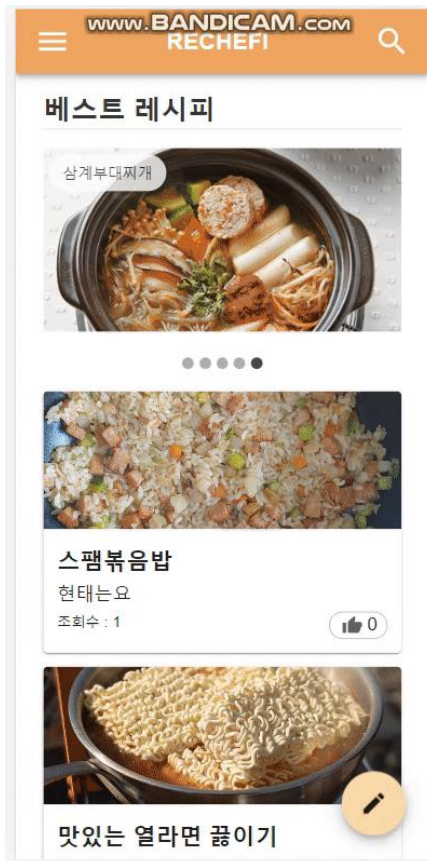 www.BANDICAM.com
RECHEFI
베스트 레시피
삼계부대찌개
스팸볶음밥
현태는요
조회수 : 1
0
맛있는 열라면 끓이기